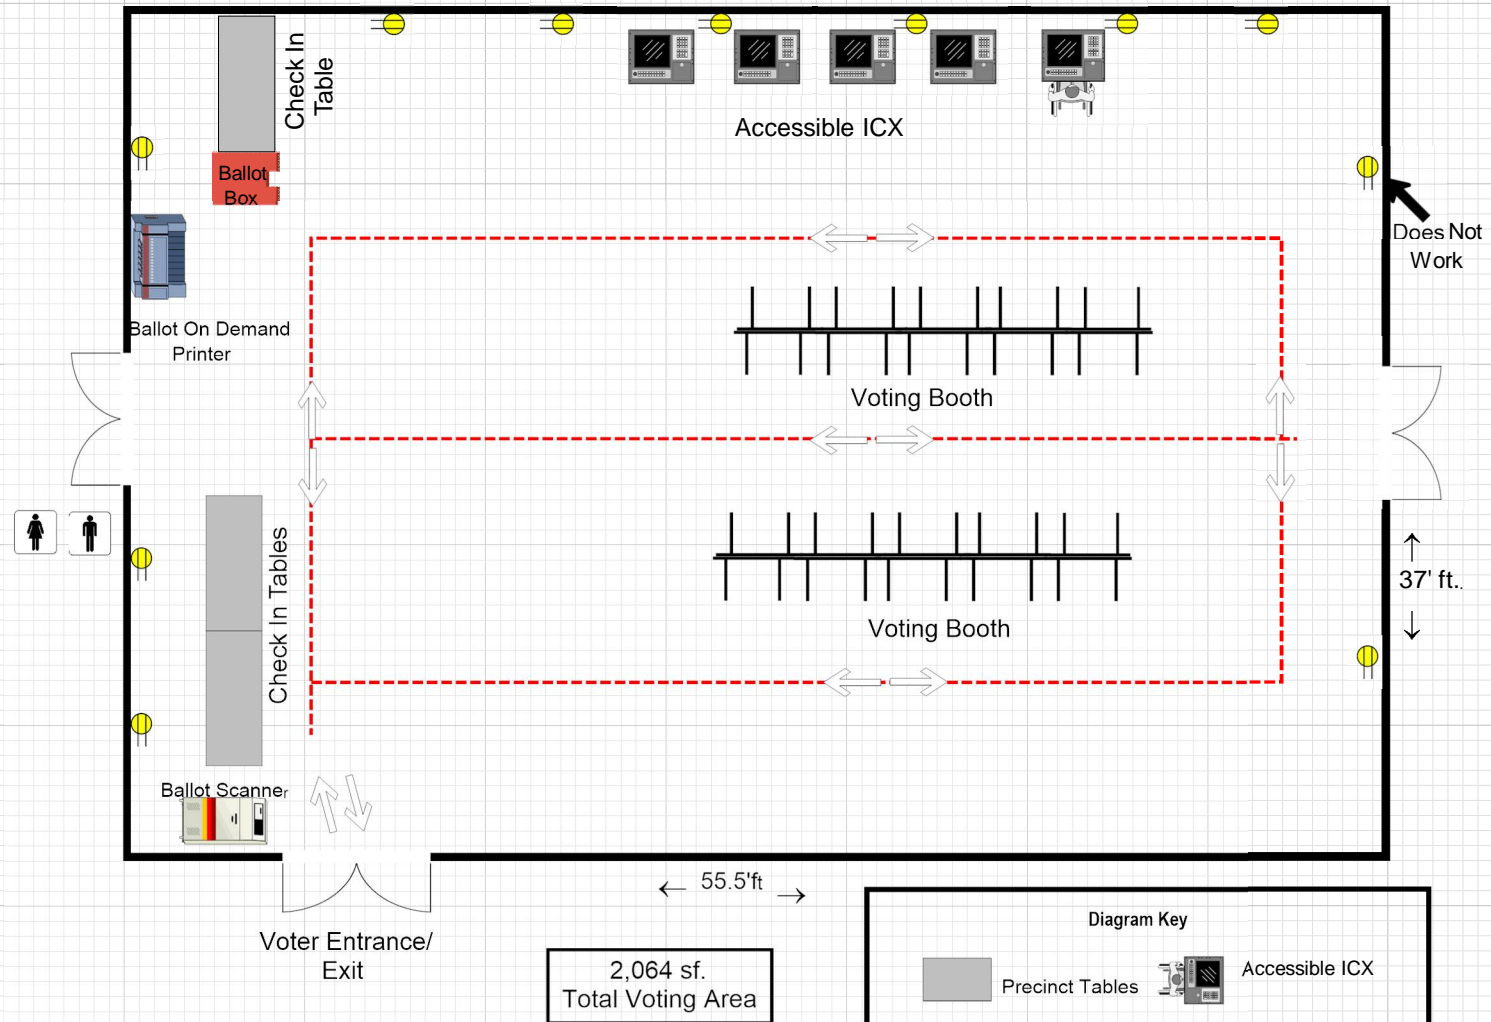 Check In
Table
Accessible ICX
Ballot
Box
Does Not
Work
Ballot On Demand
Printer
Voting Booth
Check In Tables
37' ft..
Voting Booth
Ballot Scanner
55.5'ft
Voter Entrance/
Exit
2,064 sf.
Total Voting Area
Diagram Key
Precinct Tables
Accessible ICX